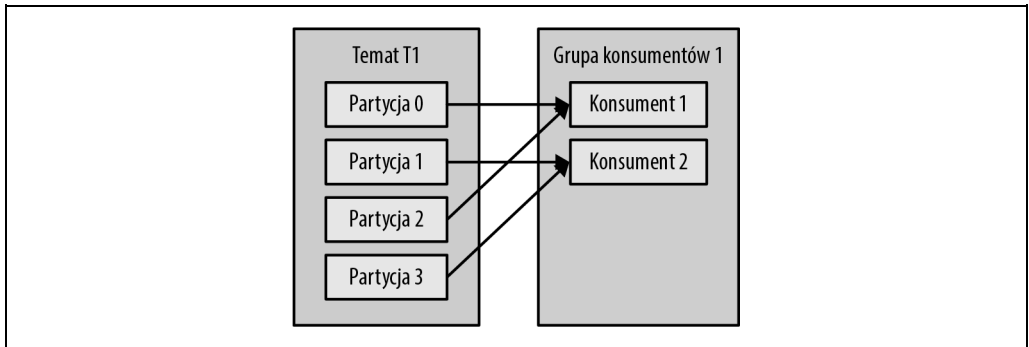 Temat T1
Partycja 0
Partycja 1
Partycja 2
Partycja 3
Grupa konsumentów 1
Konsument 1
Konsument 2